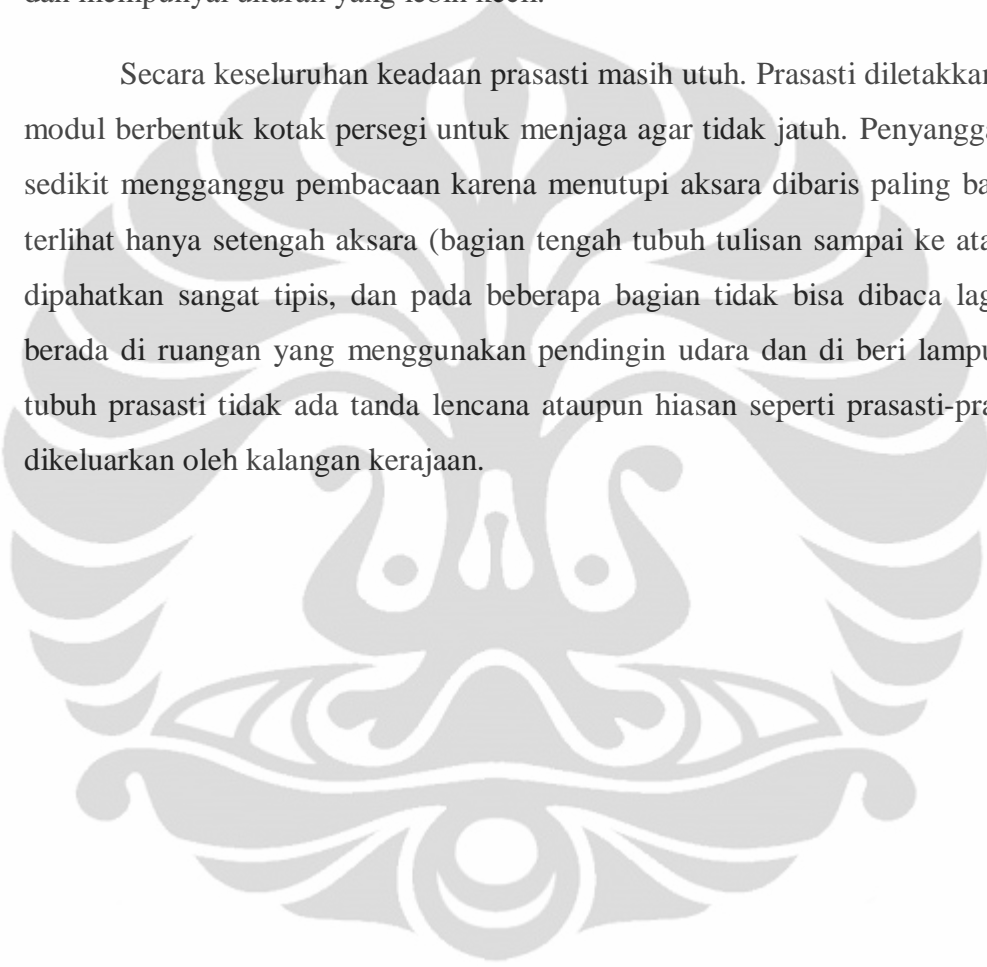 dan mempunyai ukuran yang lebih kecil.
Secara keseluruhan keadaan prasasti masih utuh. Prasasti diletakkan
modul berbentuk kotak persegi untuk menjaga agar tidak jatuh. Penyangga
sedikit mengganggu pembacaan karena menutupi aksara dibaris paling ba
terlihat hanya setengah aksara (bagian tengah tubuh tulisan sampai ke ata
dipahatkan sangat tipis, dan pada beberapa bagian tidak bisa dibaca lag
berada di ruangan yang menggunakan pendingin udara dan di beri lampu
tubuh prasasti tidak ada tanda lencana ataupun hiasan seperti prasasti-pra
dikeluarkan oleh kalangan kerajaan.